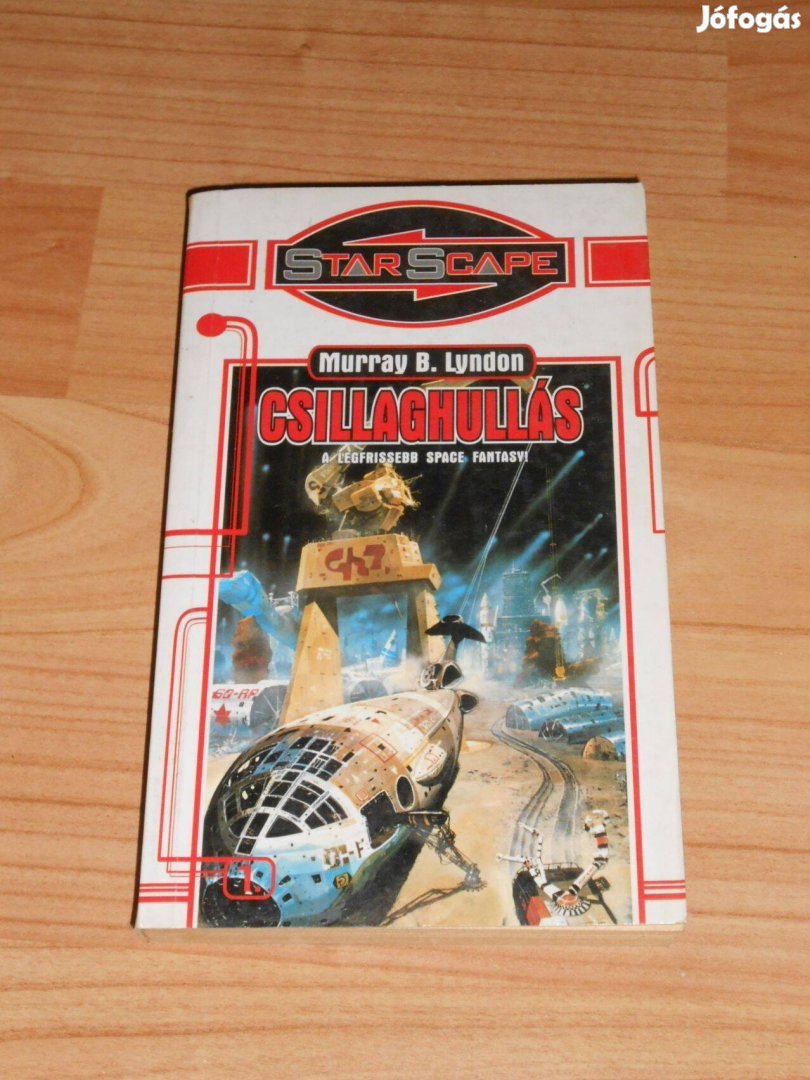 Jófogás
STARSCAPE
Murray B. Lyndon
CSILLAGHULLÁS
A LEGFRISSEBB SPACE FANTASY!
1.